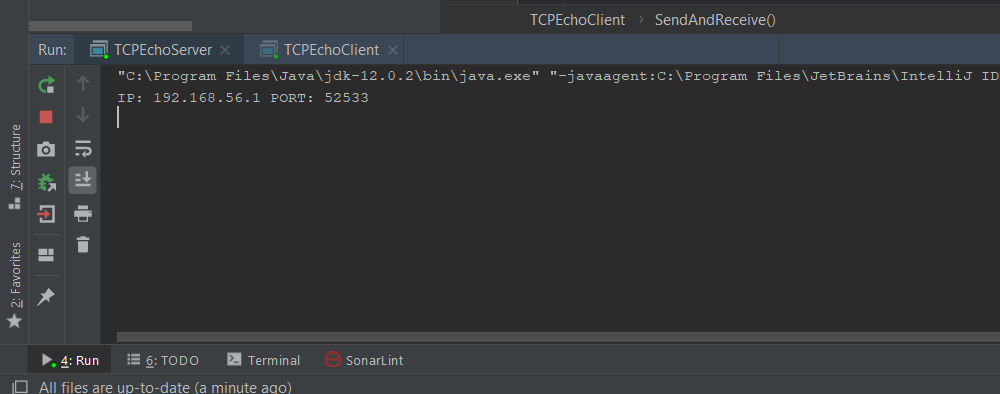 TCPEchoClient › SendAndReceive()
Run: TCPEchoServer × TCPEchoClient ×
"C:\Program Files\Java\jdk-12.0.2\bin\java.exe" "-javaagent:C:\Program Files\JetBrains\IntelliJ ID
IP: 192.168.56.1 PORT: 52533
7: Structure
2: Favorites
4: Run 6: TODO Terminal SonarLint
All files are up-to-date (a minute ago)